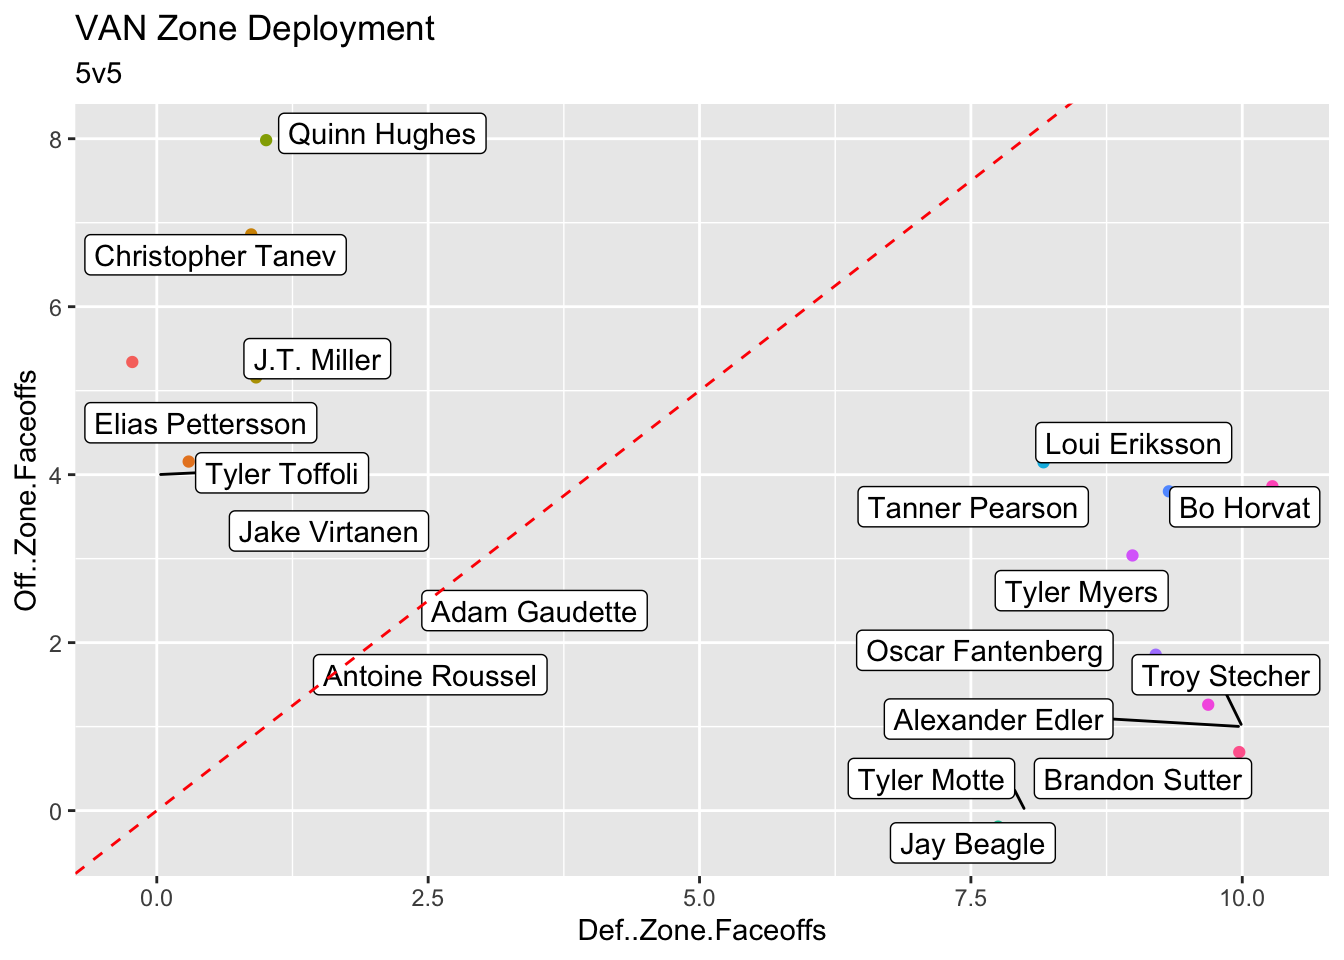 VAN Zone Deployment
5v5
Off..Zone.Faceoffs
8
6
4
2
0
Quinn Hughes
Christopher Tanev
J.T. Miller
Elias Pettersson
Tyler Toffoli
Jake Virtanen
Adam Gaudette
Antoine Roussel
Loui Eriksson
Tanner Pearson
Bo Horvat
Tyler Myers
Oscar Fantenberg
Troy Stecher
Alexander Edler
Tyler Motte
Brandon Sutter
Jay Beagle
0.0
2.5
5.0
7.5
10.0
Def..Zone.Faceoffs